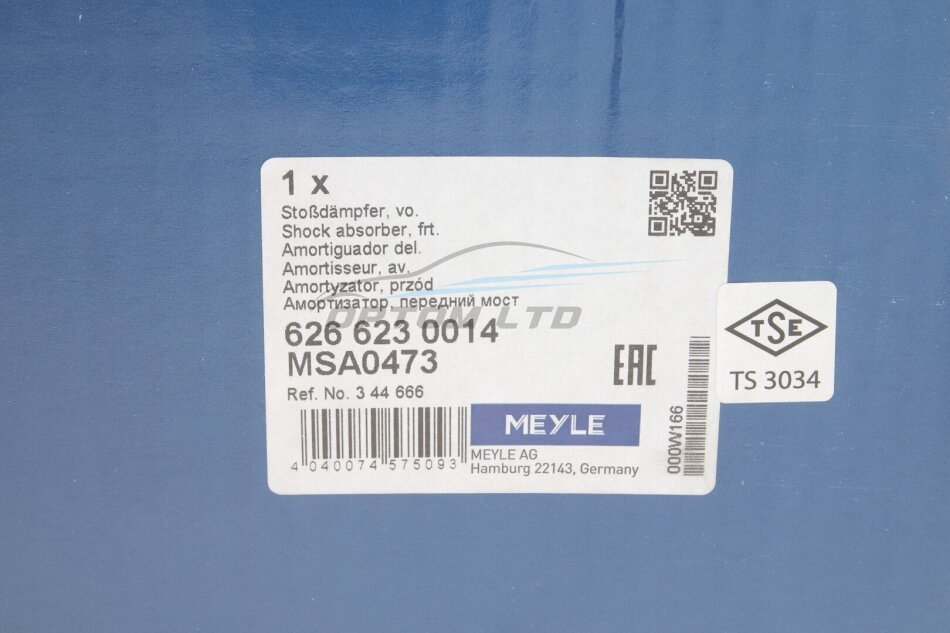 1 x
Stoßdämpfer, vo.
Shock absorber, frt.
Amortiguador del.
Amortisseur, av.
Amortyzator, przód
Амортизатор, передний мост
ORTOM LTD
626 623 0014
MSA0473
Ref. No. 3 44 666
EAC
4 040074 575093
MEYLE
MEYLE AG
Hamburg 22143, Germany
000W166
TSE
TS 3034